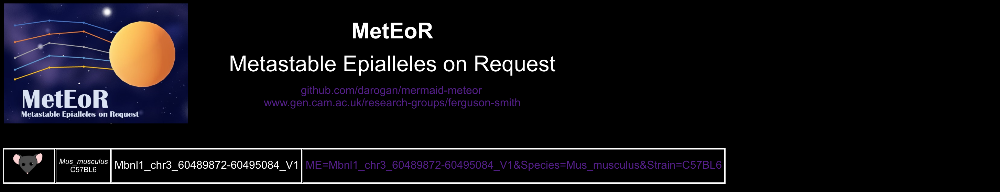 MetEoR
Metastable Epialleles on Request
MetEoR
Metastable Epialleles on Request
github.com/darogan/mermaid-meteor
www.gen.cam.ac.uk/research-groups/ferguson-smith
Mus_musculus
C57BL6
Mbnl1_chr3_60489872-60495084_V1
ME=Mbnl1_chr3_60489872-60495084_V1&Species=Mus_musculus&Strain=C57BL6